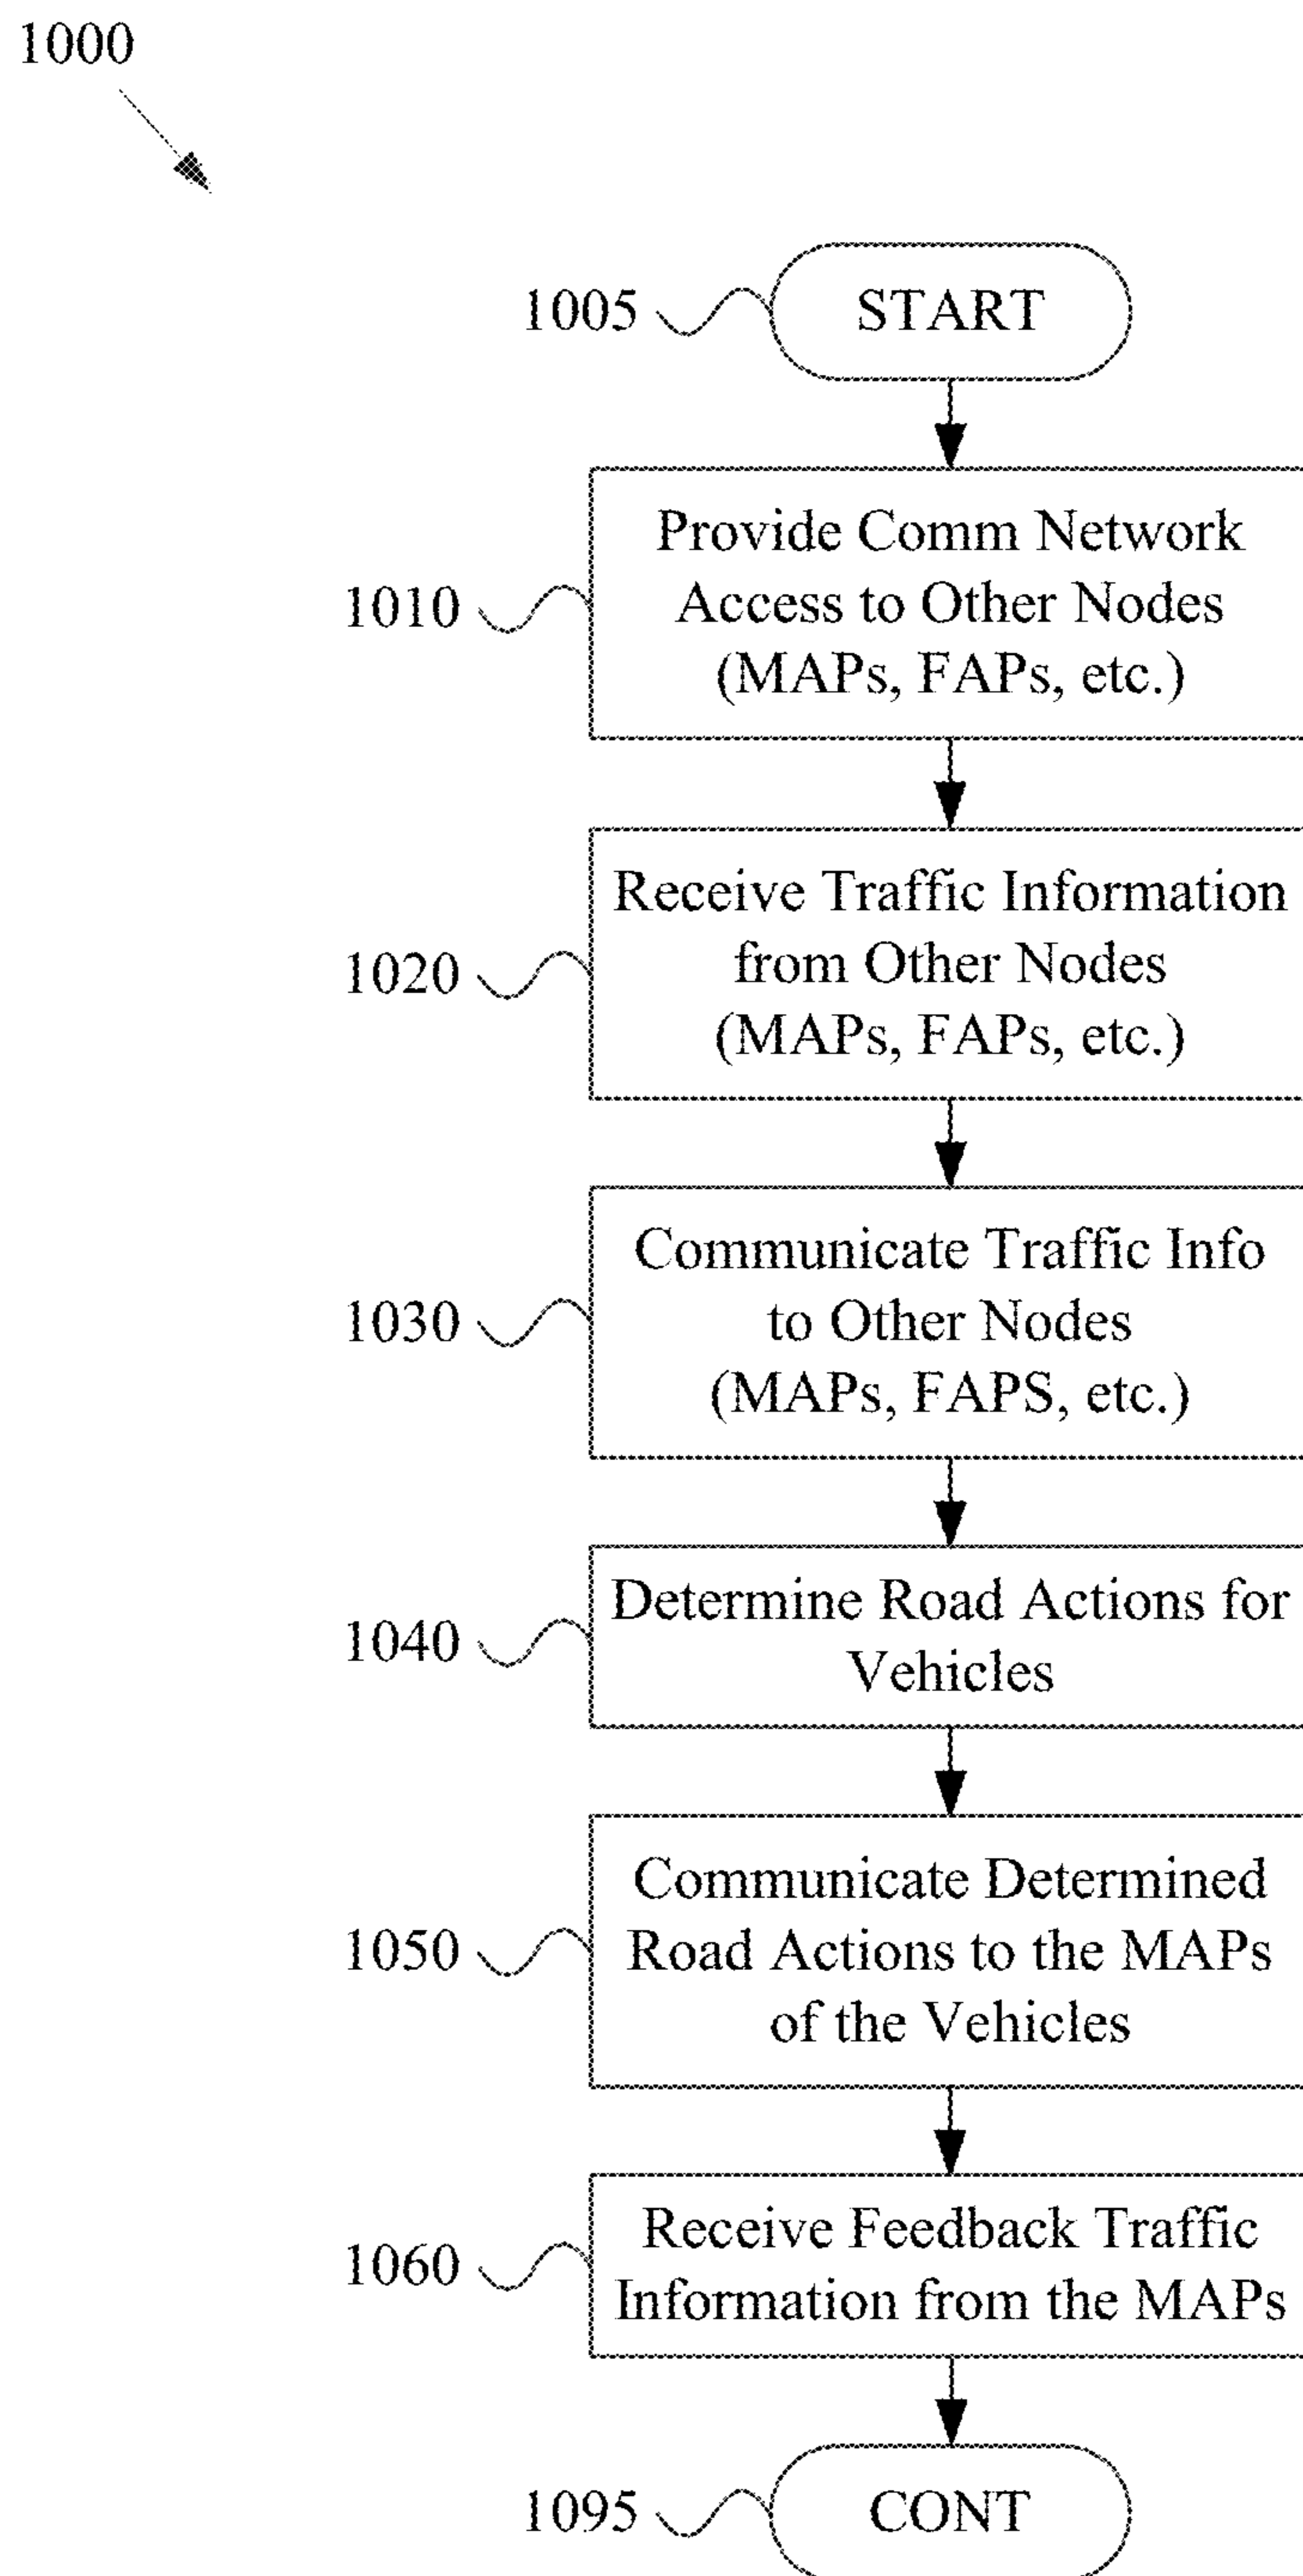 1000
1005
START
1010
Provide Comm Network
Access to Other Nodes
(MAPs, FAPs, etc.)
1020
Receive Traffic Information
from Other Nodes
(MAPs, FAPs, etc.)
1030
Communicate Traffic Info
to Other Nodes
(MAPs, FAPS, etc.)
1040
Determine Road Actions for
Vehicles
1050
Communicate Determined
Road Actions to the MAPs
of the Vehicles
1060
Receive Feedback Traffic
Information from the MAPs
1095
CONT